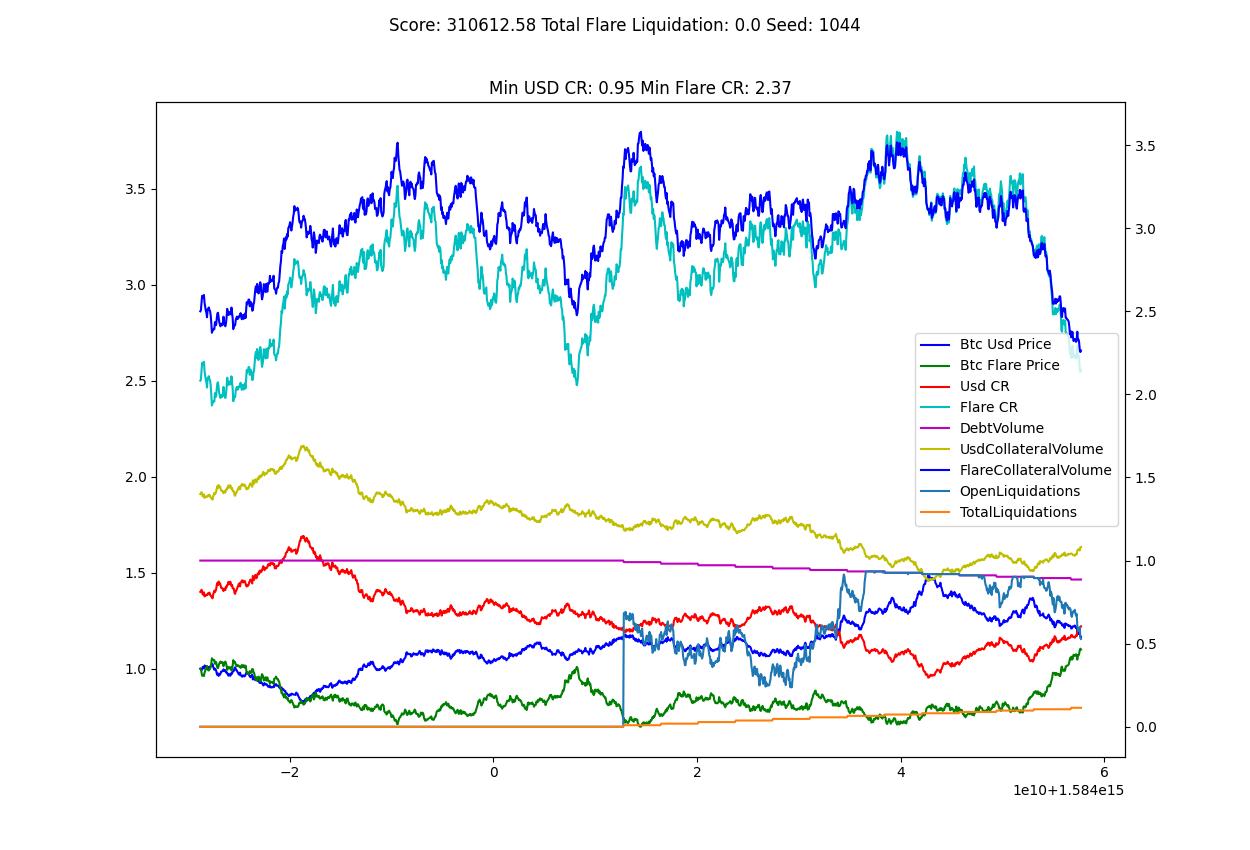 Score: 310612.58 Total Flare Liquidation: 0.0 Seed: 1044
Min USD CR: 0.95 Min Flare CR: 2.37
3.5
3.0
2.5
2.0
1.5
1.0
3.5
3.0
2.5
2.0
1.5
1.0
0.5
0.0
Btc Usd Price
Btc Flare Price
Usd CR
Flare CR
DebtVolume
UsdCollateralVolume
FlareCollateralVolume
OpenLiquidations
TotalLiquidations
−2 0 2 4 6
1e10+1.584e15